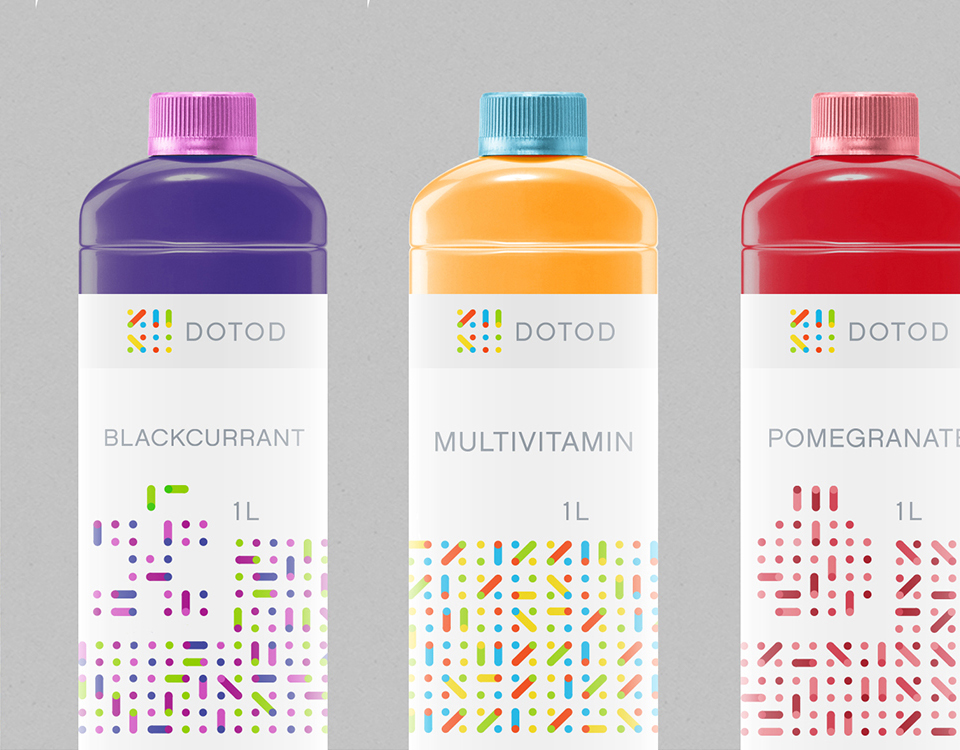 DOTOD
BLACKCURRANT
1L
DOTOD
MULTIVITAMIN
1L
DOTOD
POMEGRANATE
1L